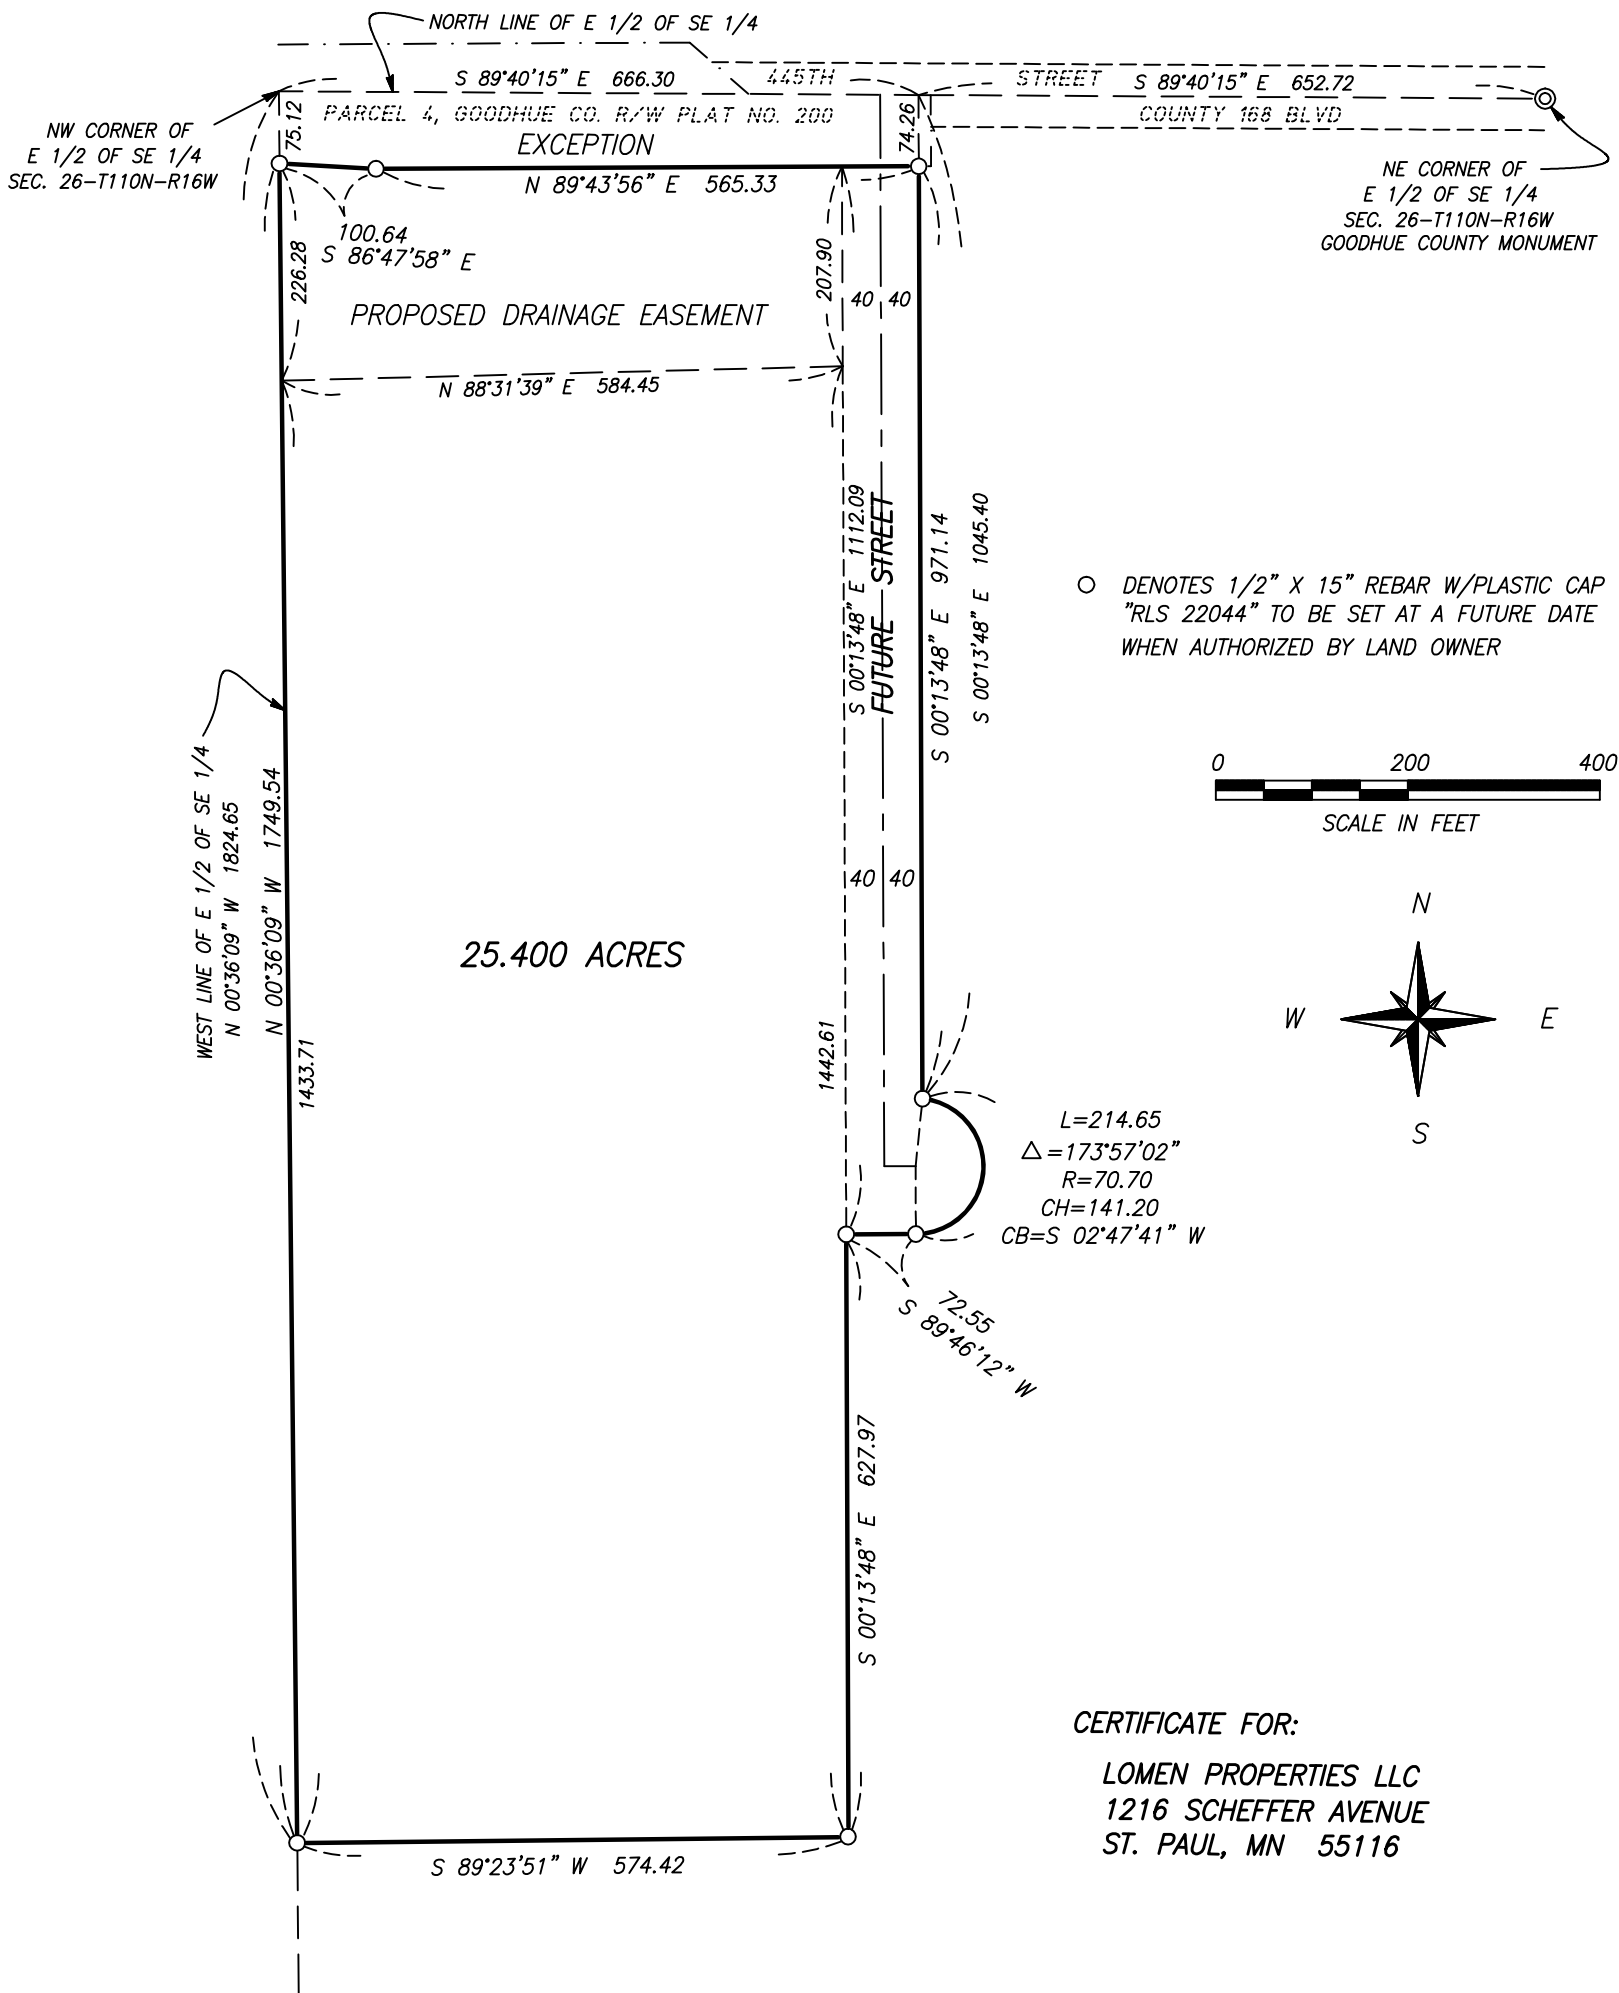 NORTH LINE OF E 1/2 OF SE 1/4
S 89°40'15" E 666.30
445TH
STREET
S 89°40'15" E 652.72
PARCEL 4, GOODHUE CO. R/W PLAT NO. 200
COUNTY 168 BLVD
EXCEPTION
75.12
74.26
NW CORNER OF
E 1/2 OF SE 1/4
SEC. 26-T110N-R16W
NE CORNER OF
E 1/2 OF SE 1/4
SEC. 26-T110N-R16W
GOODHUE COUNTY MONUMENT
N 89°43'56" E 565.33
100.64
S 86°47'58" E
226.28
207.90
40 40
PROPOSED DRAINAGE EASEMENT
N 88°31'39" E 584.45
S 00°13'48" E 1112.09
FUTURE STREET
S 00°13'48" E 971.14
S 00°13'48" E 1045.40
DENOTES 1/2" X 15" REBAR W/PLASTIC CAP
"RLS 22044" TO BE SET AT A FUTURE DATE
WHEN AUTHORIZED BY LAND OWNER
0 200 400
SCALE IN FEET
WEST LINE OF E 1/2 OF SE 1/4
N 00°36'09" W 1824.65
N 00°36'09" W 1749.54
40 40
25.400 ACRES
N
W
E
S
1433.71
1442.61
L=214.65
△=173°57'02"
R=70.70
CH=141.20
CB=S 02°47'41" W
72.55
S 89°46'12" W
S 00°13'48" E 627.97
S 89°23'51" W 574.42
CERTIFICATE FOR:
LOMEN PROPERTIES LLC
1216 SCHEFFER AVENUE
ST. PAUL, MN 55116